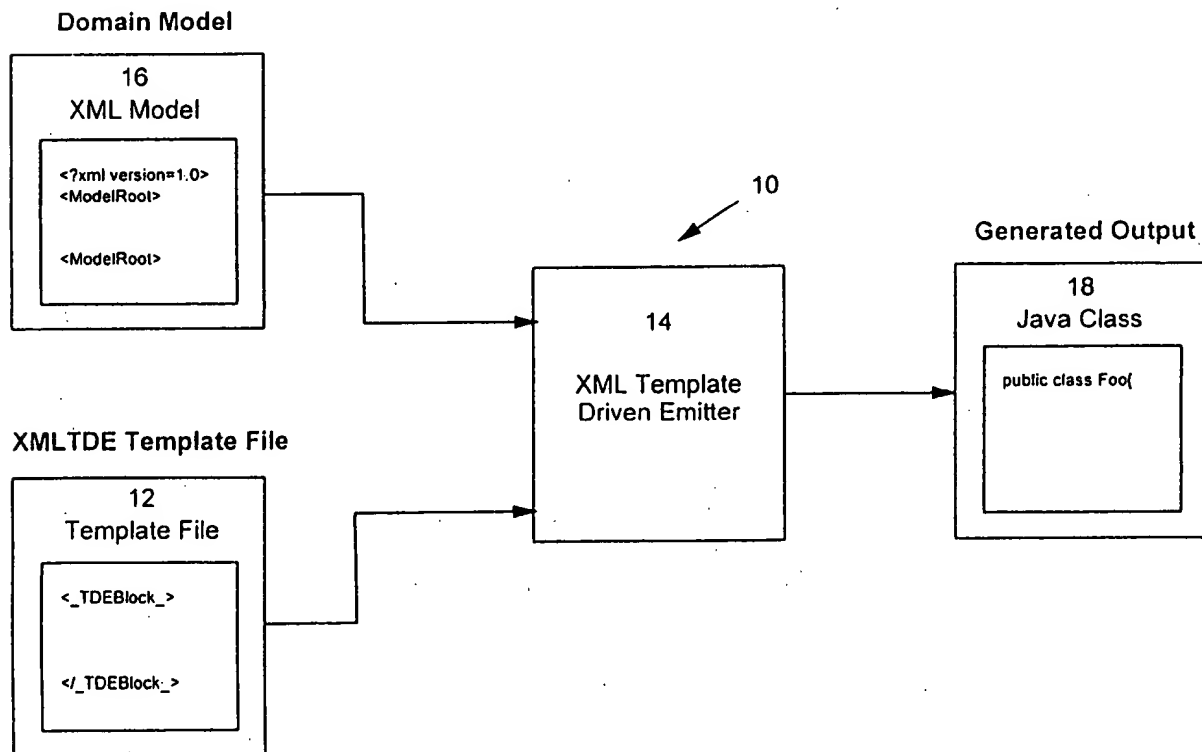 Domain Model
16
XML Model
<?xml version=1.0>
<ModelRoot>
<ModelRoot>
10
Generated Output
18
Java Class
public class Foo{
14
XML Template
Driven Emitter
XMLTDE Template File
12
Template File
<_TDEBlock_>
</_TDEBlock_>